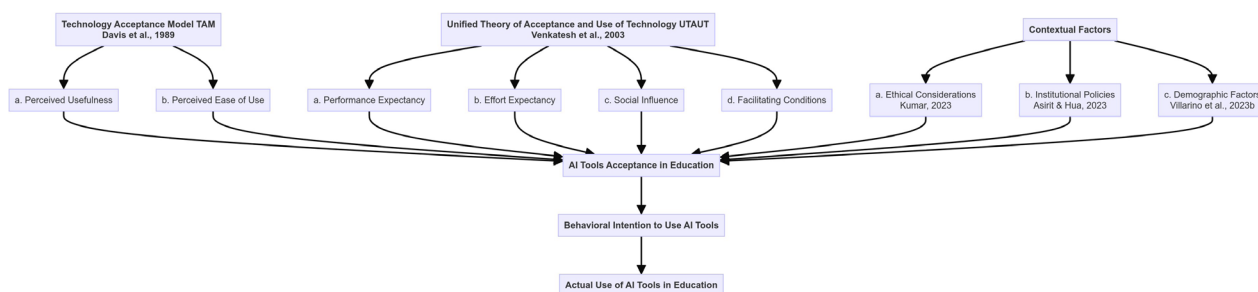 Technology Acceptance Model TAM
Davis et al., 1989
Unified Theory of Acceptance and Use of Technology UTAUT
Venkatesh et al., 2003
Contextual Factors
a. Perceived Usefulness
b. Perceived Ease of Use
a. Performance Expectancy
b. Effort Expectancy
c. Social Influence
d. Facilitating Conditions
a. Ethical Considerations
Kumar, 2023
b. Institutional Policies
Asirit & Hua, 2023
c. Demographic Factors
Villarino et al., 2023b
AI Tools Acceptance in Education
Behavioral Intention to Use AI Tools
Actual Use of AI Tools in Education